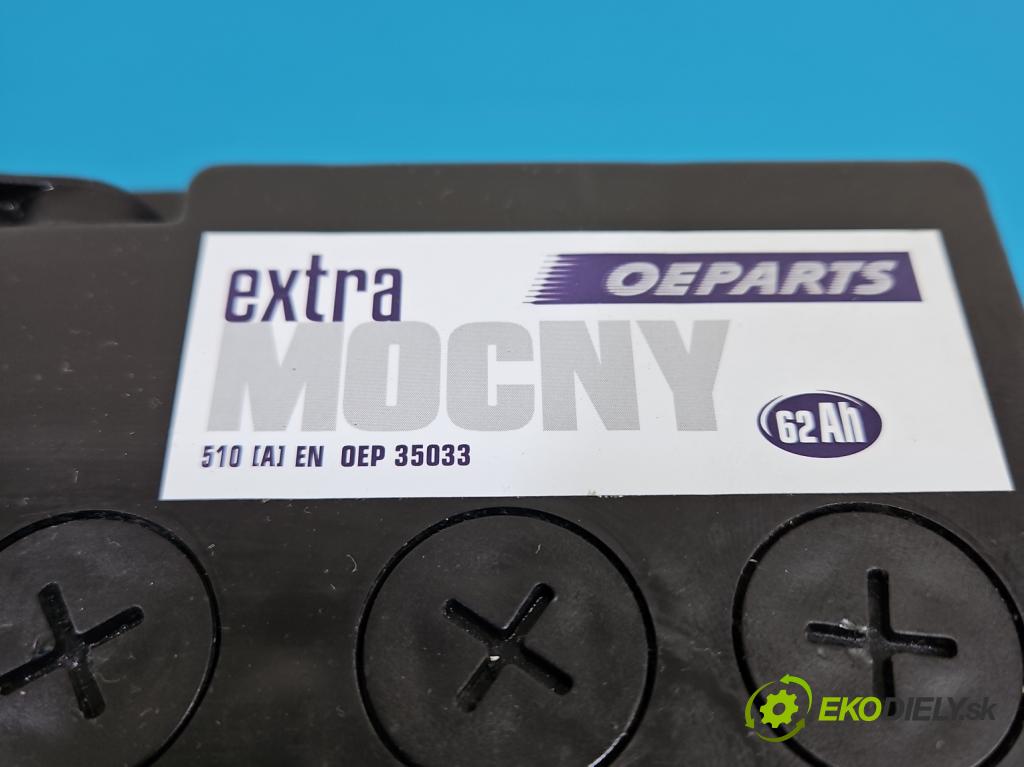 extra
OEPARTS
MOCNY
62Ah
510 [A] EN OEP 35033
EKODIELY.sk